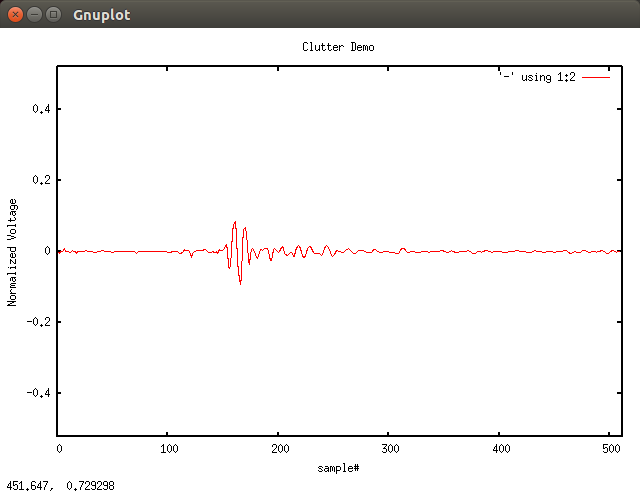 Gnuplot
Clutter Demo
'-' using 1:2
0.4
0.2
0
-0.2
-0.4
Normalized Voltage
0 100 200 300 400 500
sample#
451.647, 0.729298